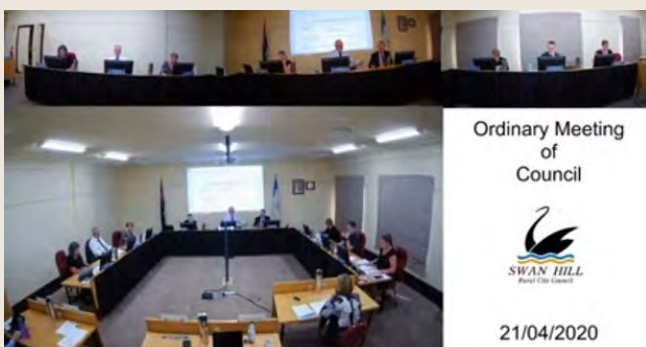 Ordinary Meeting
of
Council
SWAN HILL
Rural City Council
21/04/2020